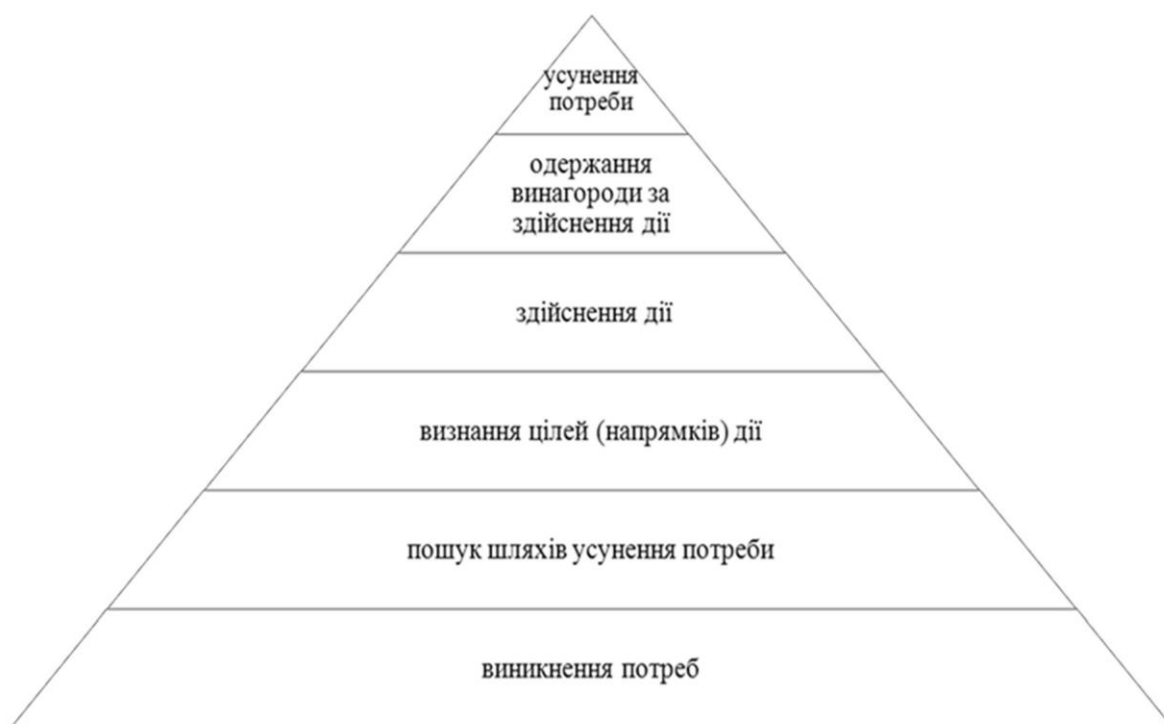 усунення
потреби
одержання
винагороди за
здійснення дії
здійснення дії
визнання цілей (напрямків) дії
пошук шляхів усунення потреби
виникнення потреб